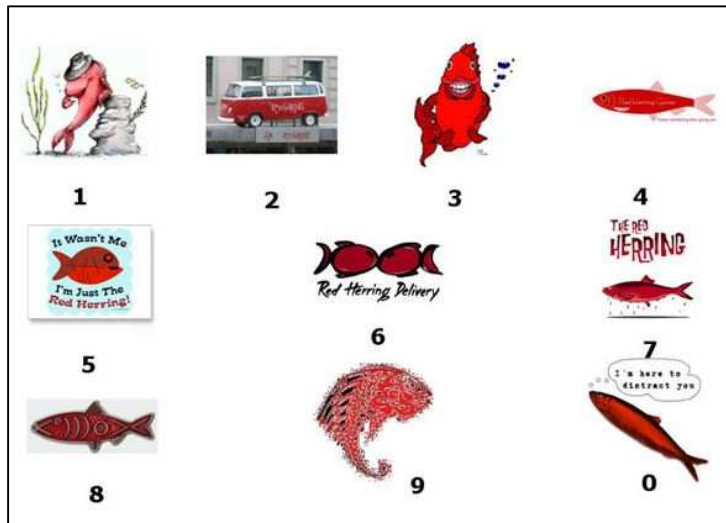 1
2
3
4
It Wasn't Me
I'm Just The
Red Herring!
5
Red Herring Delivery
6
THE RED
HERRING
7
8
9
I'm here to
distract you
0